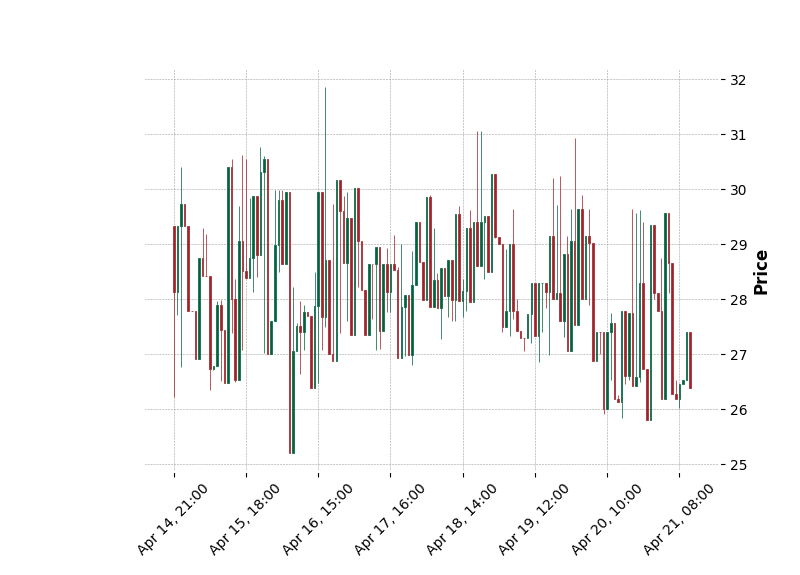 32
31
30
29
28
27
26
25
Price
Apr 14, 21:00
Apr 15, 18:00
Apr 16, 15:00
Apr 17, 16:00
Apr 18, 14:00
Apr 19, 12:00
Apr 20, 10:00
Apr 21, 08:00